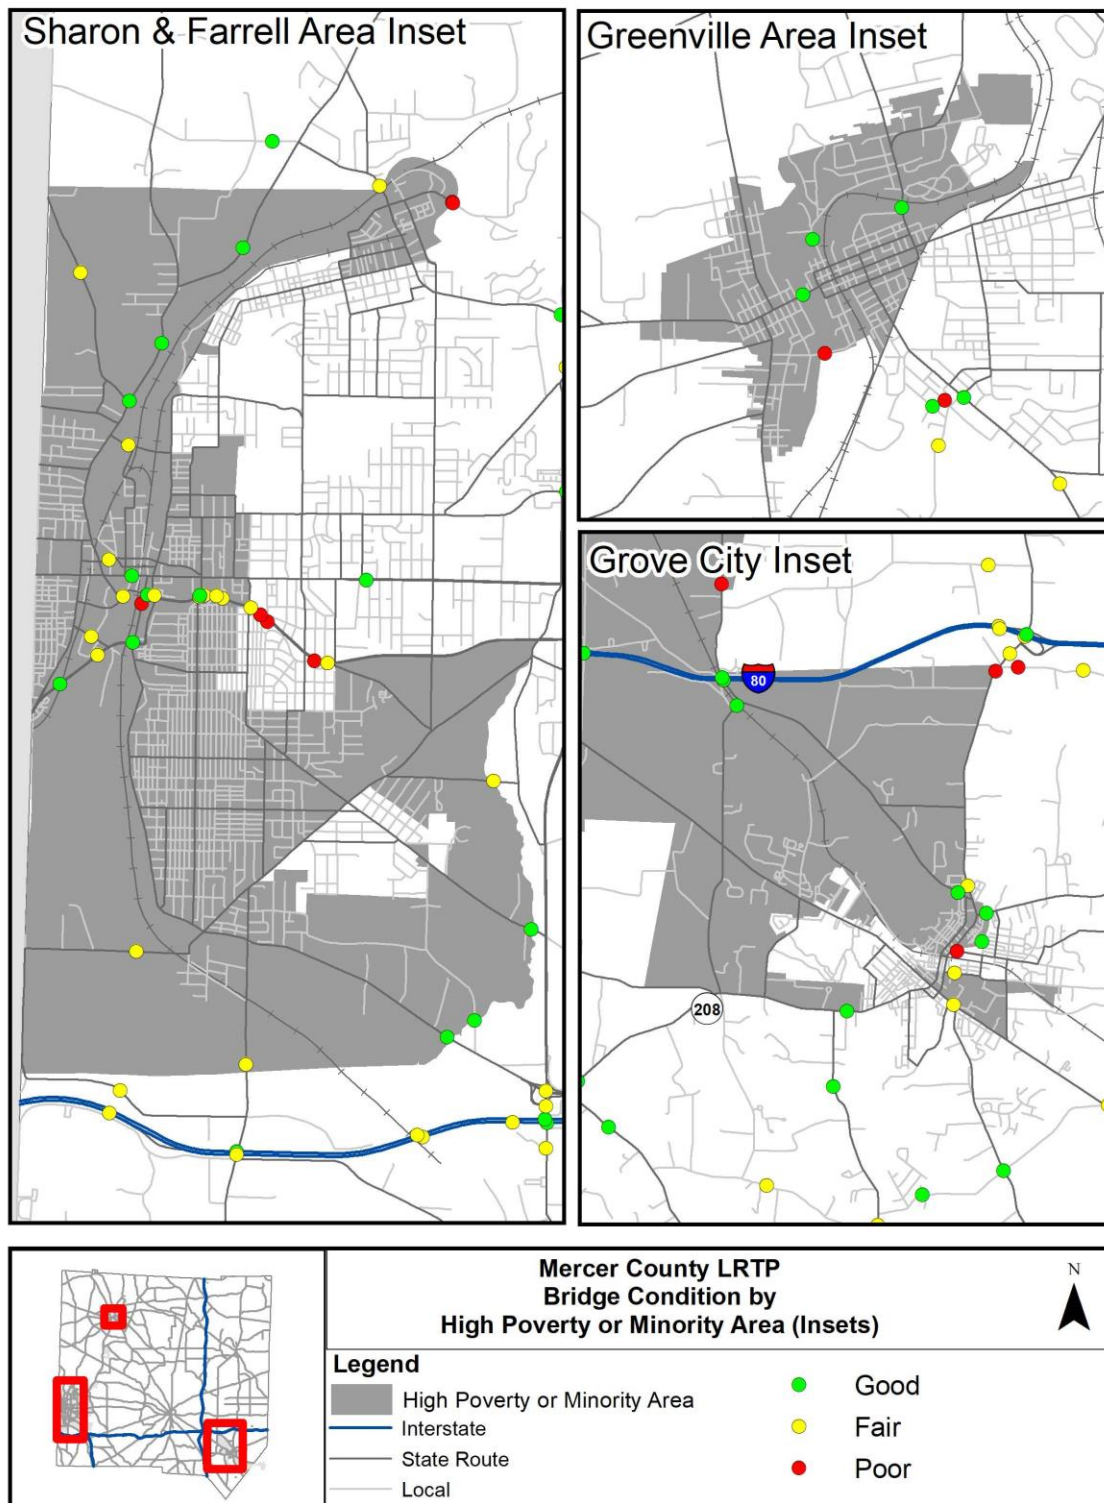 Sharon & Farrell Area Inset
Greenville Area Inset
Grove City Inset
80
208
Mercer County LRTP
Bridge Condition by
High Poverty or Minority Area (Insets)
N
Legend
High Poverty or Minority Area
Interstate
State Route
Local
Good
Fair
Poor